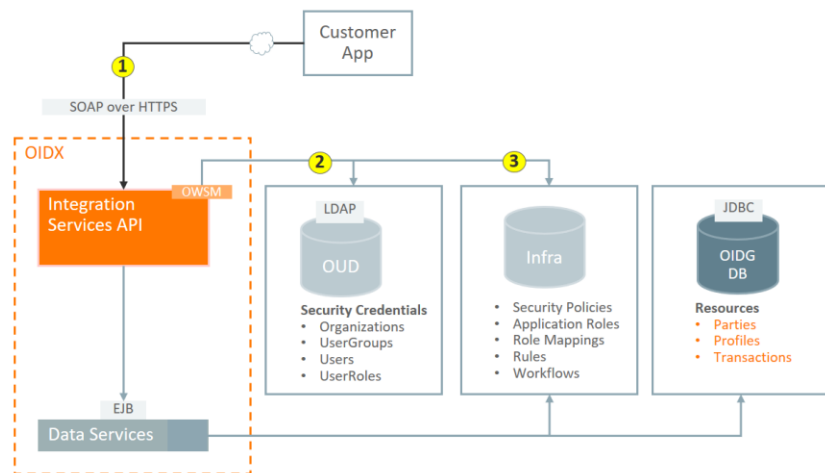 Customer
App
1
SOAP over HTTPS
OIDX
2
3
OWSM
Integration
Services API
LDAP
OUD
Security Credentials
• Organizations
• UserGroups
• Users
• UserRoles
Infra
• Security Policies
• Application Roles
• Role Mappings
• Rules
• Workflows
JDBC
OIDG
DB
Resources
• Parties
• Profiles
• Transactions
EJB
Data Services